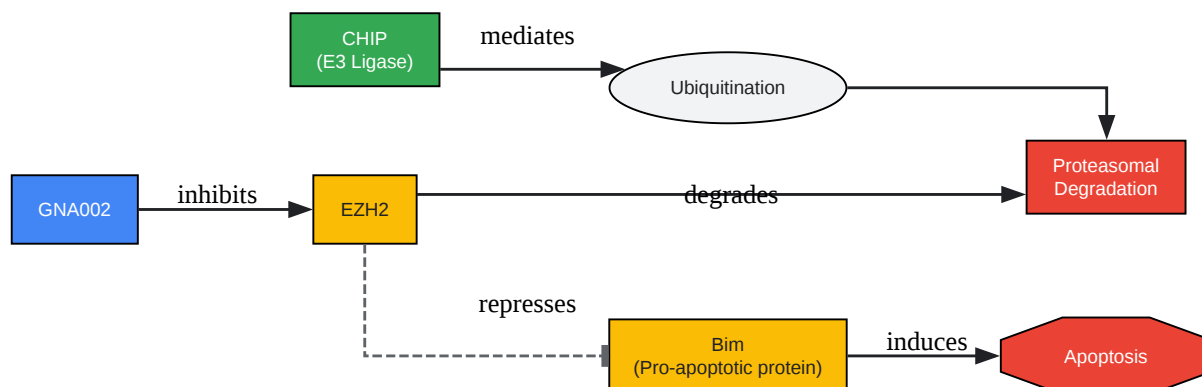 CHIP
(E3 Ligase)
mediates
Ubiquitination
Proteasomal
Degradation
GNA002
inhibits
EZH2
degrades
represses
Bim
(Pro-apoptotic protein)
induces
Apoptosis